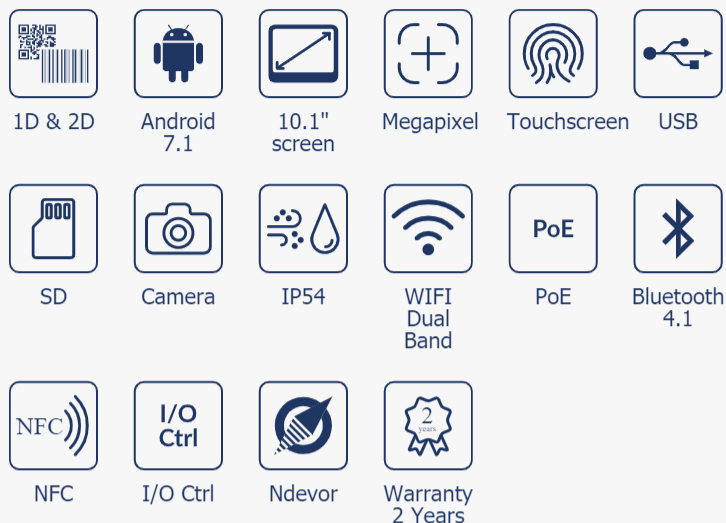 1D & 2D
Android
7.1
10.1"
screen
Megapixel
Touchscreen
USB
PoE
SD
Camera
IP54
WIFI
Dual
Band
PoE
Bluetooth
4.1
NFC
I/O
Ctrl
2
years
NFC
I/O Ctrl
Ndevor
Warranty
2 Years